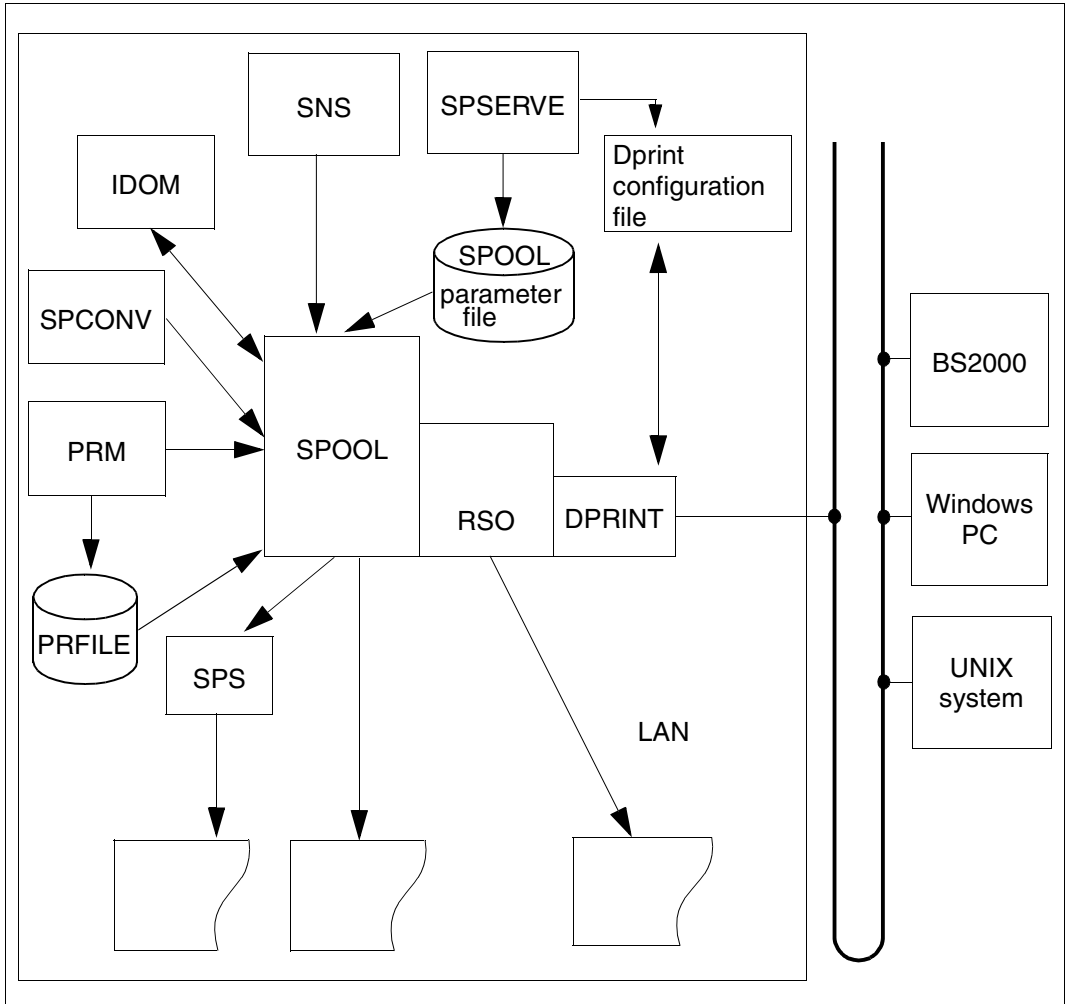 SNS
SPSERVE
Dprint
configuration
file
IDOM
SPOOL
parameter
file
SPCONV
BS2000
SPOOL
PRM
RSO
DPRINT
Windows
PC
PRFILE
SPS
UNIX
system
LAN